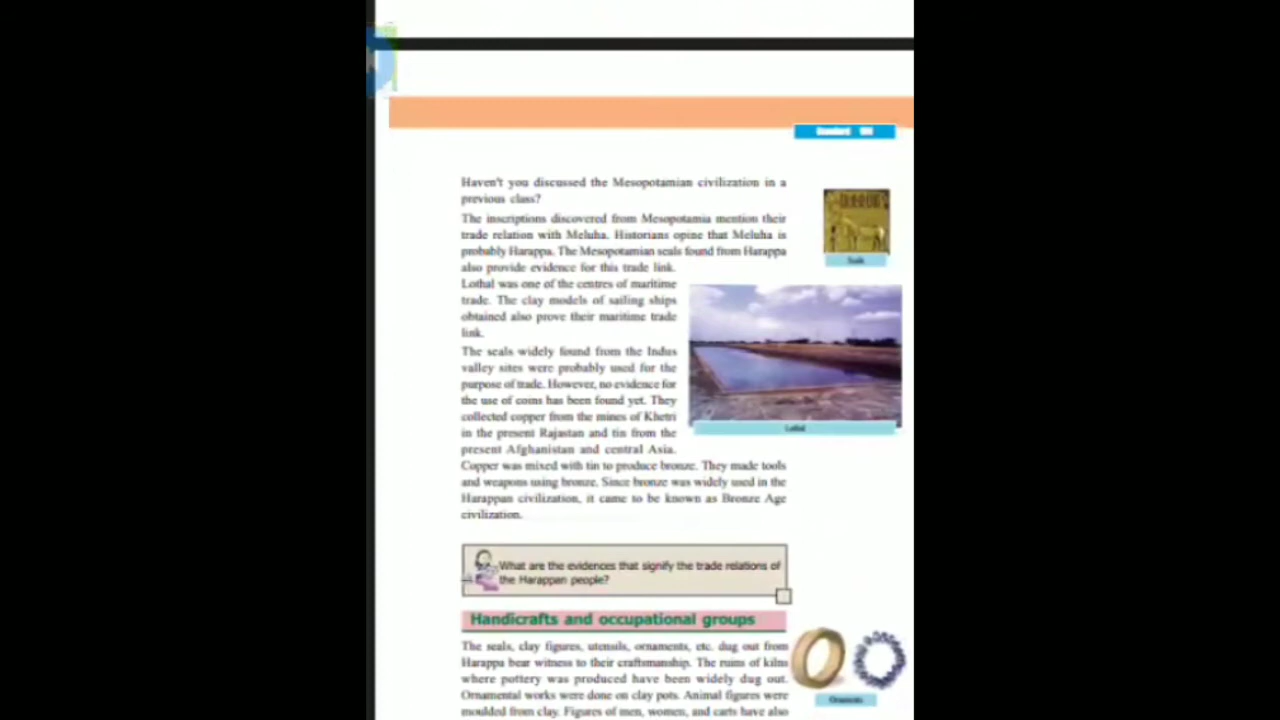 Standard
Haven't you discussed the Mesopotamian civilization in a
previous class?
The inscriptions discovered from Mesopotamia mention their
trade relation with Meluha. Historians opine that Meluha is
probably Harappa. The Mesopotamian seals found from Harappa
also provide evidence for this trade link.
Lothal was one of the centres of maritime
trade. The clay models of sailing ships
obtained also prove their maritime trade
link.
The seals widely found from the Indus
valley sites were probably used for the
purpose of trade. However, no evidence for
the use of coins has been found yet. They
collected copper from the mines of Khetri
in the present Rajastan and tin from the
present Afghanistan and central Asia.
Copper was mixed with tin to produce bronze. They made tools
and weapons using bronze. Since bronze was widely used in the
Harappan civilization, it came to be known as Bronze Age
civilization.
Lothal
What are the evidences that signify the trade relations of
the Harappan people?
Handicrafts and occupational groups
The seals, clay figures, utensils, ornaments, etc. dug out from
Harappa bear witness to their craftsmanship. The ruins of kilns
where pottery was produced have been widely dug out.
Ornamental works were done on clay pots. Animal figures were
moulded from clay. Figures of men, women, and carts have also
Ornaments